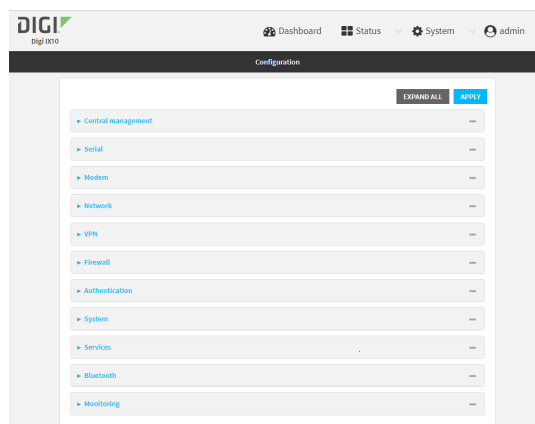 DIGI
Digi IX10
Dashboard
Status
System
admin
Configuration
EXPAND ALL
APPLY
Central management
Serial
Modem
Network
VPN
Firewall
Authentication
System
Services
Bluetooth
Monitoring